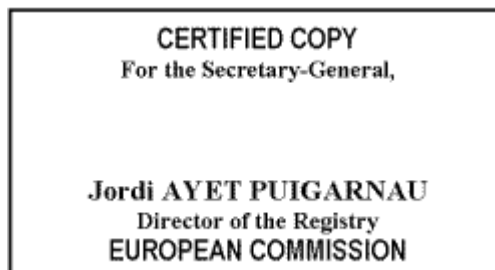 CERTIFIED COPY
For the Secretary-General,
Jordi AYET PUIGARNAU
Director of the Registry
EUROPEAN COMMISSION